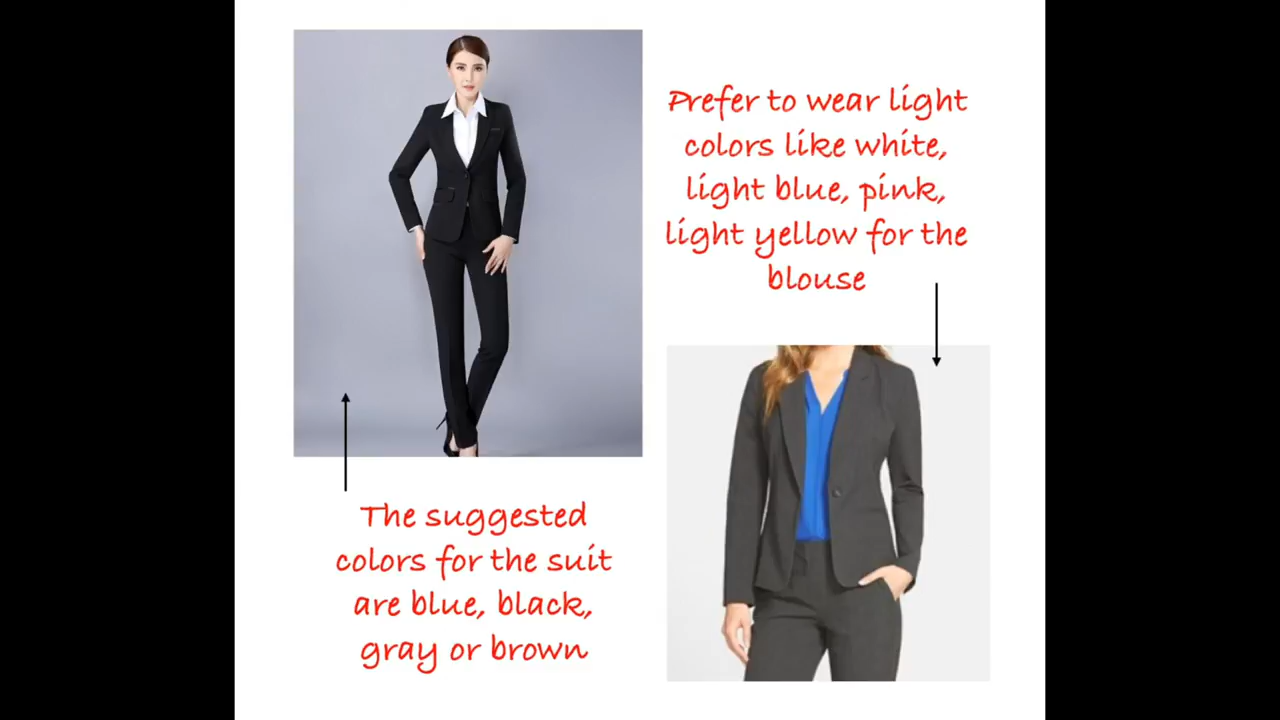 Prefer to wear light
colors like white,
light blue, pink,
light yellow for the
blouse
The suggested
colors for the suit
are blue, black,
gray or brown